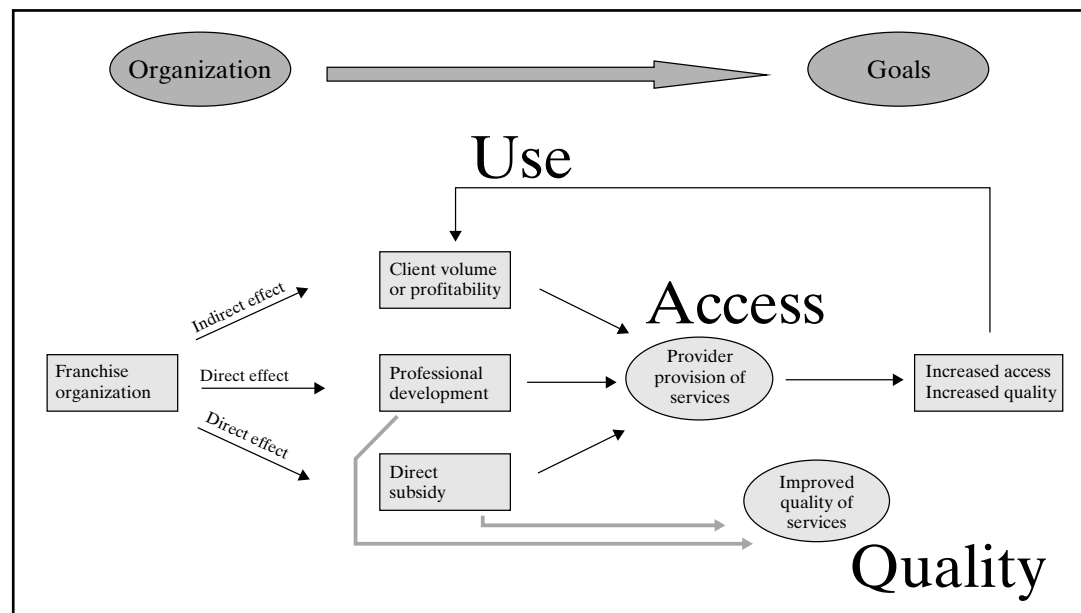 Organization
Goals
Use
Client volume
or profitability
Indirect effect
Access
Franchise
organization
Direct effect
Professional
development
Provider
provision of
services
Increased access
Increased quality
Direct effect
Direct
subsidy
Improved
quality of
services
Quality